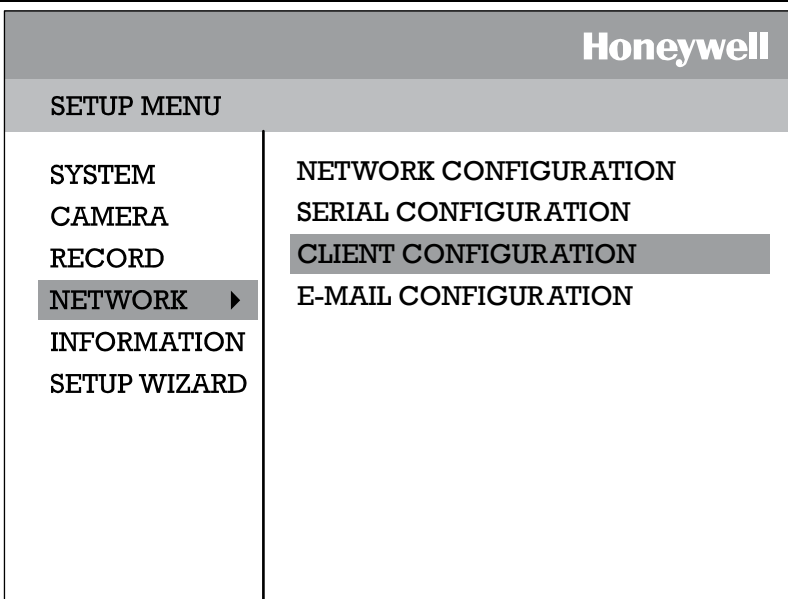 Honeywell
SETUP MENU
SYSTEM
CAMERA
RECORD
NETWORK
INFORMATION
SETUP WIZARD
NETWORK CONFIGURATION
SERIAL CONFIGURATION
CLIENT CONFIGURATION
E-MAIL CONFIGURATION